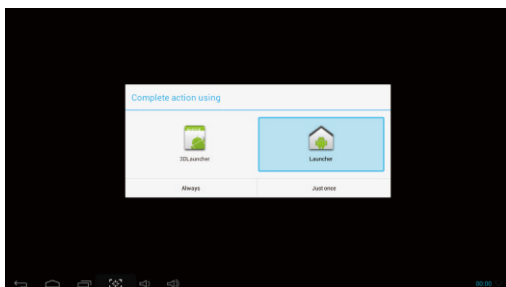 Complete action using
3DLauncher
Launcher
Always
Just once
00:00